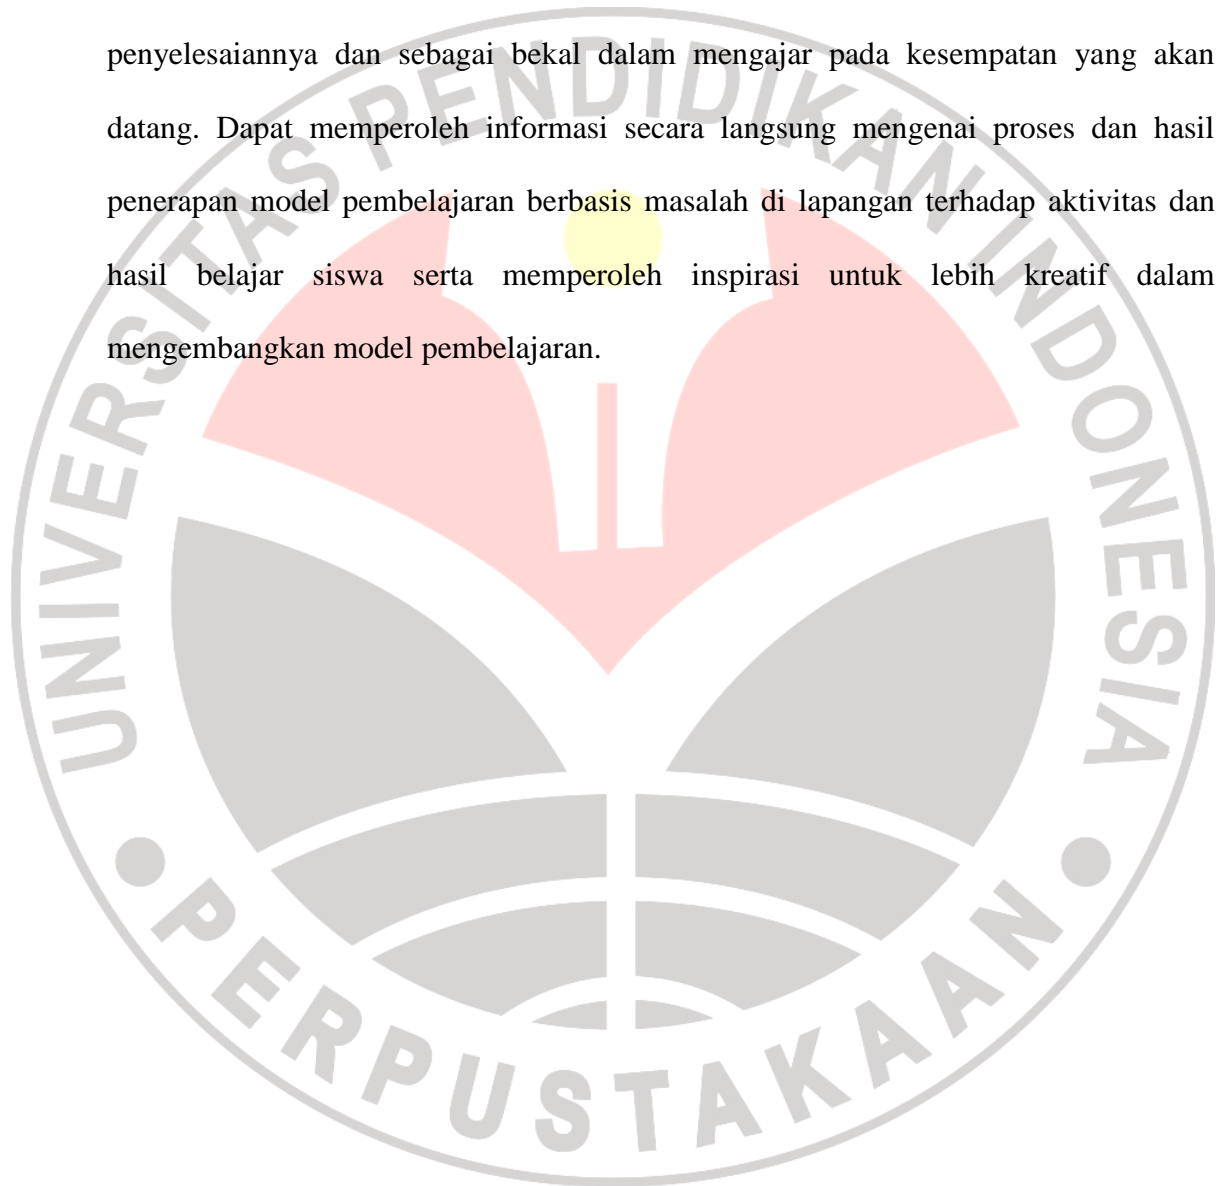 penyelesaiannya dan sebagai bekal dalam mengajar pada kesempatan yang akan
datang. Dapat memperoleh informasi secara langsung mengenai proses dan hasil
penerapan model pembelajaran berbasis masalah di lapangan terhadap aktivitas dan
hasil belajar siswa serta memperoleh inspirasi untuk lebih kreatif dalam
mengembangkan model pembelajaran.
UNIVERSITAS PENDIDIKAN INDONESIA
PERPUSTAKAAN